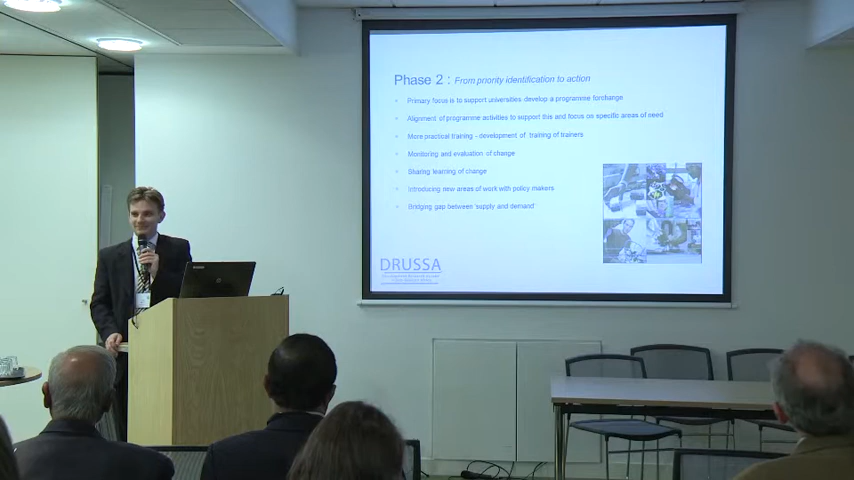 Phase 2 : From priority identification to action
• Primary focus is to support universities develop a programme forchange
• Alignment of programme activities to support this and focus on specific areas of need
• More practical training - development of training of trainers
• Monitoring and evaluation of change
• Sharing learning of change
• Introducing new areas of work with policy makers
• Bridging gap between 'supply and demand'
DRUSSA